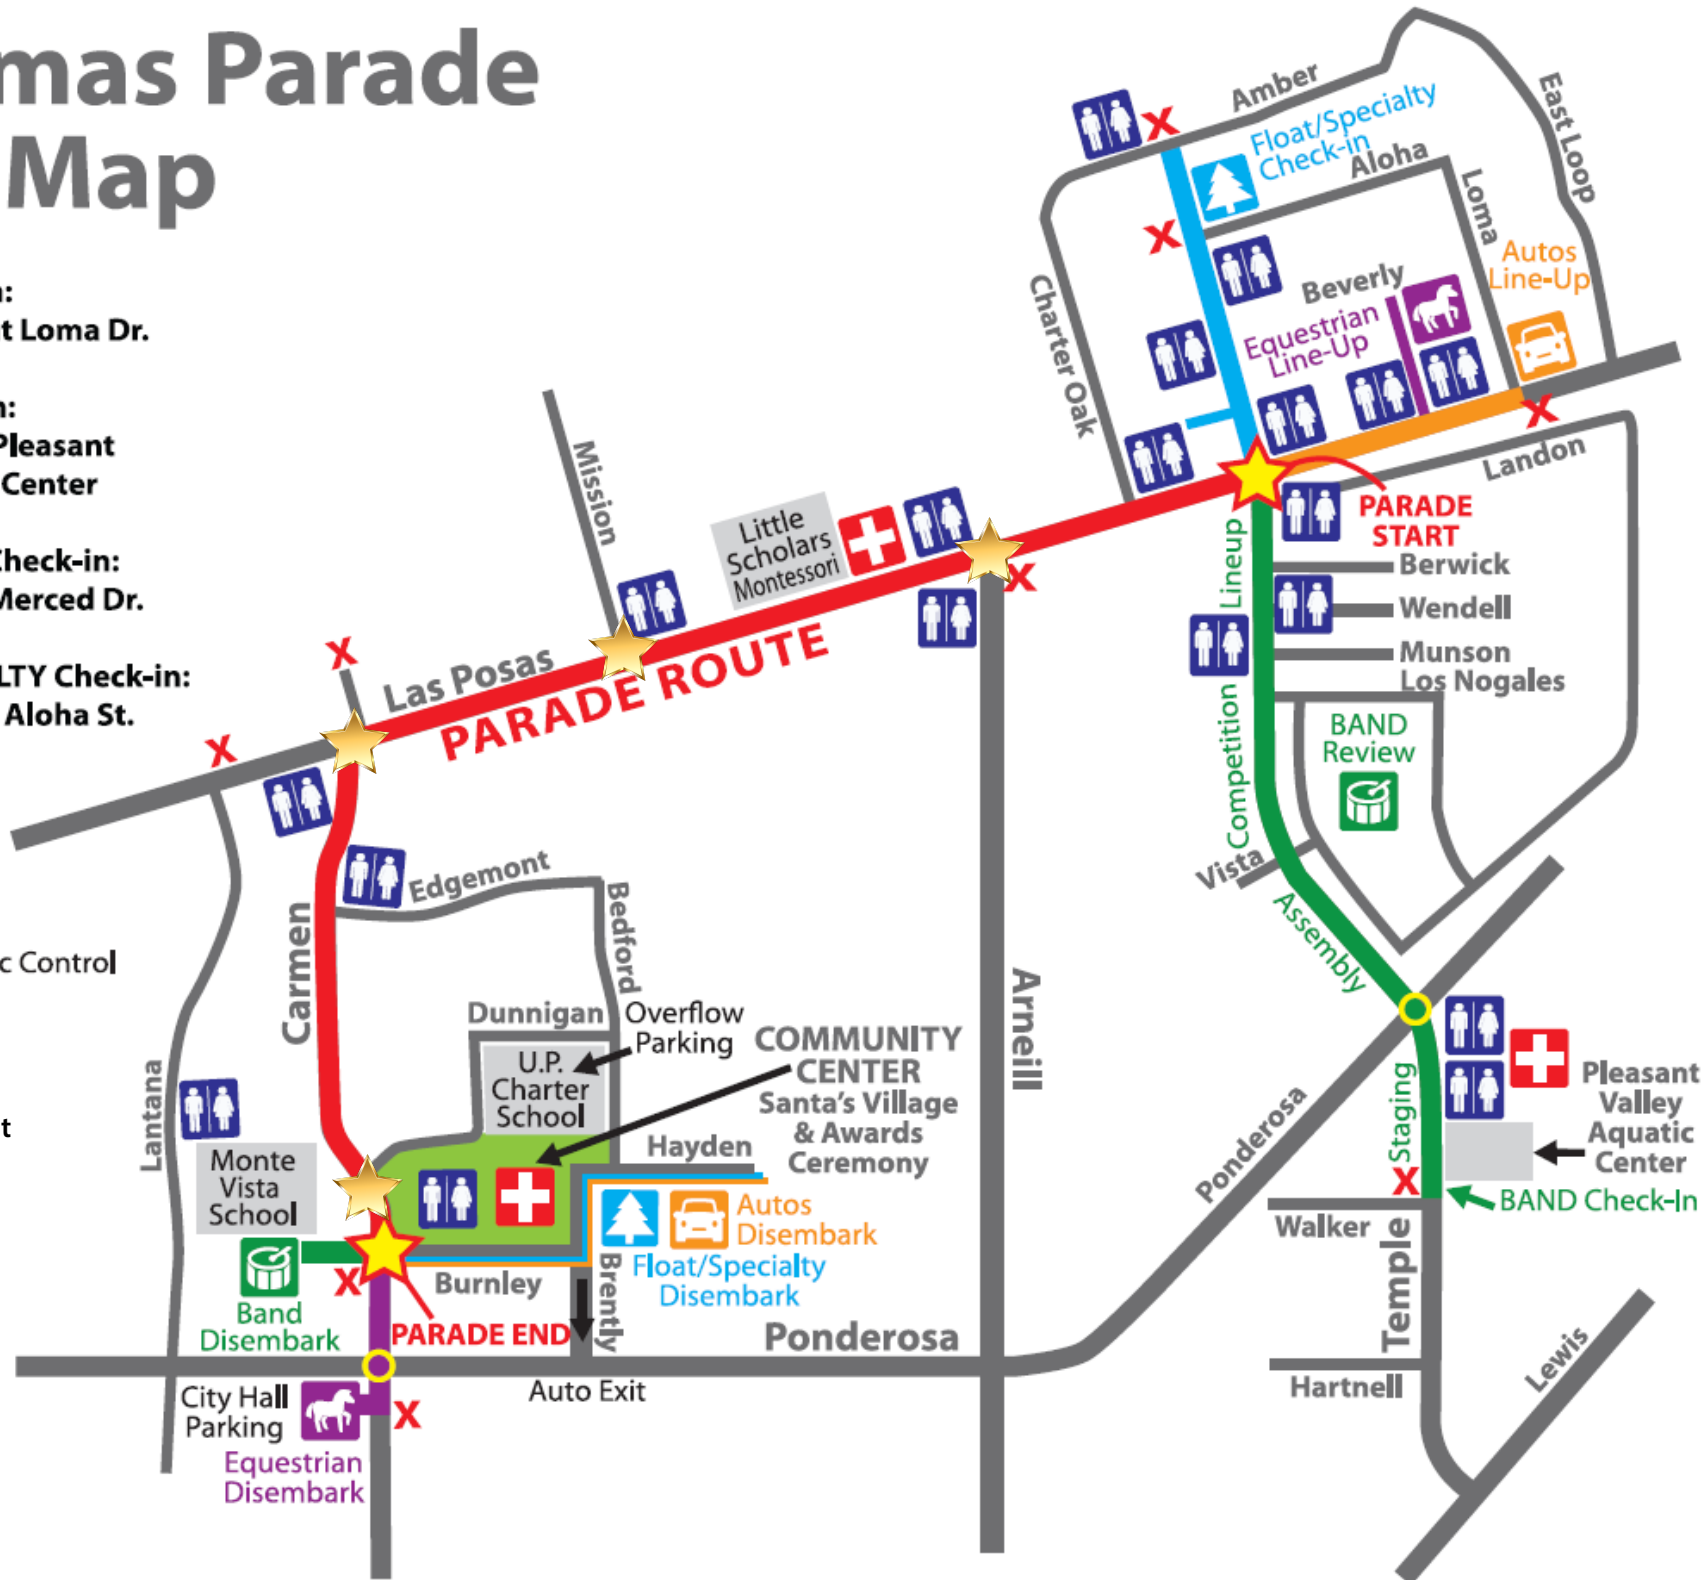 mas Parade
Map
n:
t Loma Dr.
n:
Pleasant
Center
Check-in:
Merced Dr.
LTY Check-in:
Aloha St.
c Control
t
Amber
East Loop
Float/Specialty
Check-in
Aloha
Loma
Autos
Line-Up
Beverly
Equestrian
Line-Up
Charter Oak
X
X
X
Landon
PARADE
START
Mission
Little
Scholars
Montessori
X
Las Posas
PARADE ROUTE
X
X
Lineup
Competition
Berwick
Wendell
Munson
Los Nogales
BAND
Review
Vista
Assembly
Edgemont
Bedford
Carmen
Lantana
Arneill
Dunnigan
Overflow
Parking
U.P.
Charter
School
COMMUNITY
CENTER
Santa's Village
& Awards
Ceremony
Hayden
Monte
Vista
School
Autos
Disembark
Float/Specialty
Disembark
Burnley
Brently
X
Band
Disembark
PARADE END
Ponderosa
Auto Exit
City Hall
Parking
X
Equestrian
Disembark
Ponderosa
Staging
X
Pleasant
Valley
Aquatic
Center
BAND Check-In
Walker
Temple
Hartnell
Lewis